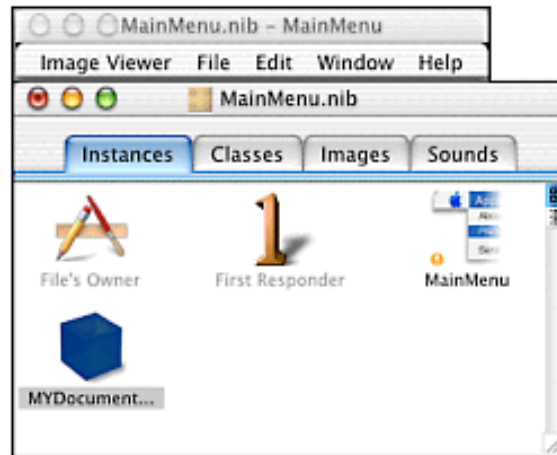 MainMenu.nib – MainMenu
Image Viewer File Edit Window Help
MainMenu.nib
Instances Classes Images Sounds
File's Owner First Responder MainMenu
MYDocument...